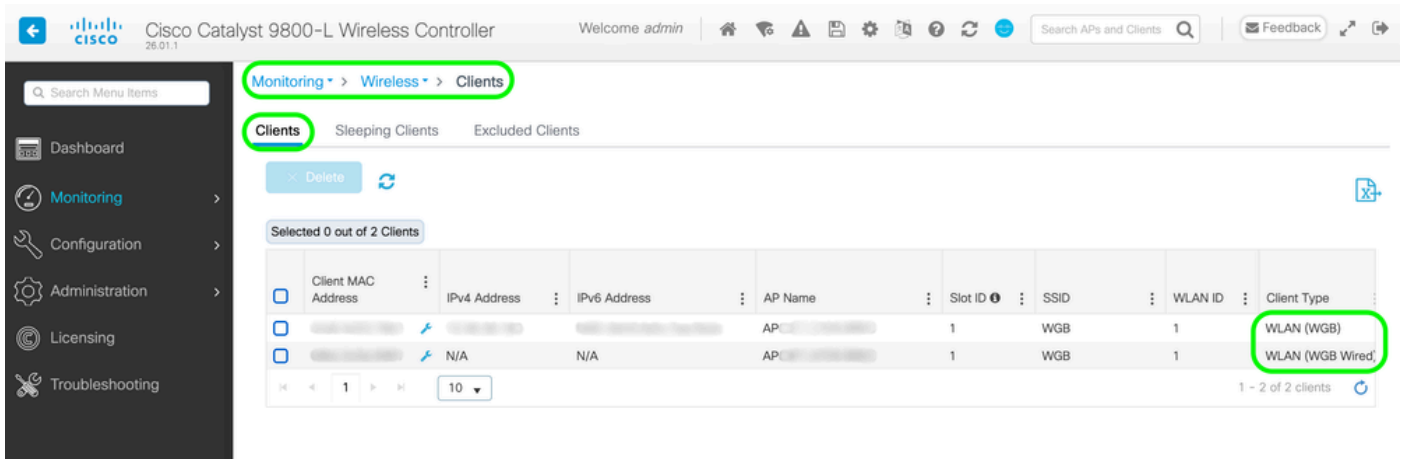 CISCO
Cisco Catalyst 9800-L Wireless Controller
26.01.1
Welcome admin
Search APs and Clients
Feedback
Search Menu Items
Dashboard
Monitoring
Configuration
Administration
Licensing
Troubleshooting
Monitoring > Wireless > Clients
Clients Sleeping Clients Excluded Clients
× Delete
Selected 0 out of 2 Clients
Client MAC Address IPv4 Address IPv6 Address AP Name Slot ID SSID WLAN ID Client Type
AP 1 WGB 1 WLAN (WGB)
N/A N/A AP 1 WGB 1 WLAN (WGB Wired)
1 10 1 - 2 of 2 clients